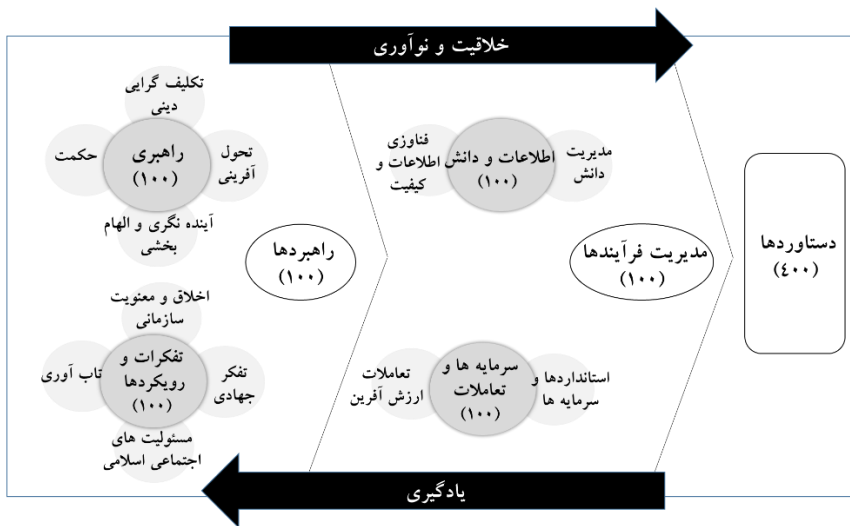 خلاقیت و نوآوری
تکلیف گرایی
دینی
راهبری
(۱۰۰)
تحول
آفرینی
حکمت
آینده نگری و الهام
بخشی
اخلاق و معنویت
سازمانی
تفکرات و
رویکردها
(۱۰۰)
تفکر
جهادی
تاب آوری
مسئولیت های
اجتماعی اسلامی
راهبردها
(۱۰۰)
فناوزی
اطلاعات و
کیفیت
اطلاعات و دانش
(۱۰۰)
مدیریت
دانش
تعاملات
ارزش آفرین
سرمایه ها و
تعاملات
(۱۰۰)
استانداردها و
سرمایه ها
مدیریت فرآیندها
(۱۰۰)
دستاوردها
(٤۰۰)
یادگیری